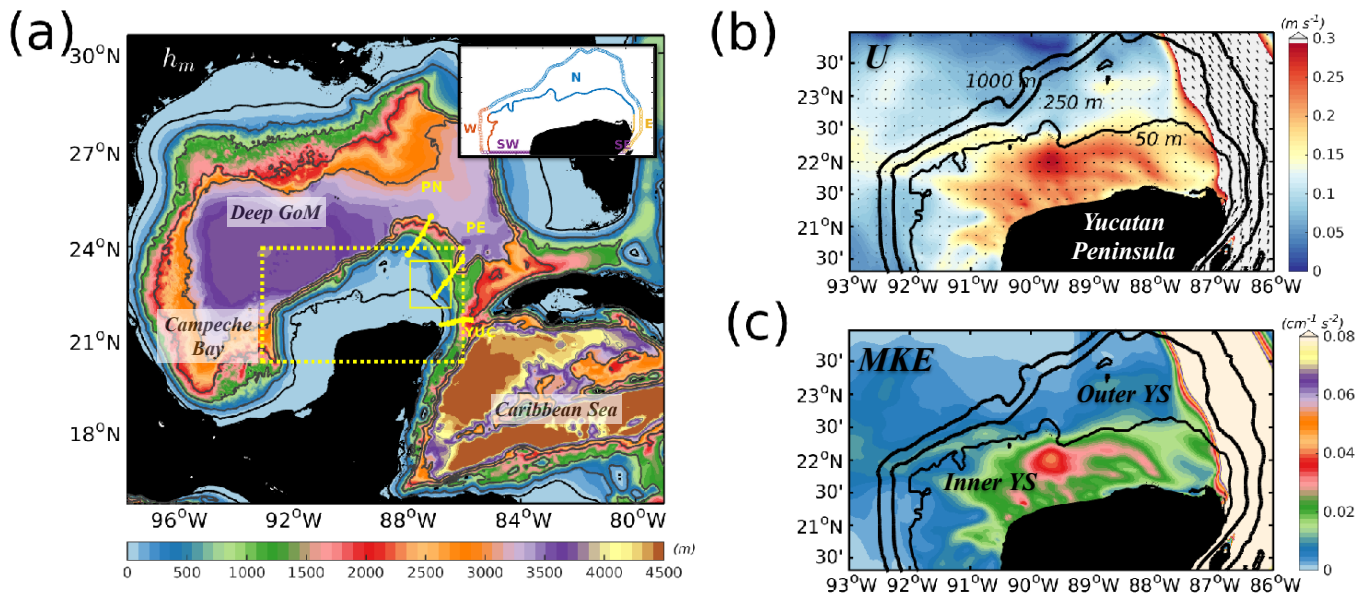 (a)
h_m
30°N
27°N
24°N
21°N
18°N
96°W
92°W
88°W
84°W
80°W
N
W
E
SW
SE
PN
PE
YUC
Deep GoM
Campeche
Bay
Caribbean Sea
0
500
1000
1500
2000
2500
3000
3500
4000
4500
(m)
(b)
U
1000 m
250 m
50 m
Yucatan
Peninsula
30'
23°N
30'
22°N
30'
21°N
30'
93°W
92°W
91°W
90°W
89°W
88°W
87°W
86°W
(m s⁻¹)
0.3
0.25
0.2
0.15
0.1
0.05
0
(c)
MKE
Outer YS
Inner YS
30'
23°N
30'
22°N
30'
21°N
30'
93°W
92°W
91°W
90°W
89°W
88°W
87°W
86°W
(cm⁻¹ s⁻²)
0.08
0.06
0.04
0.02
0